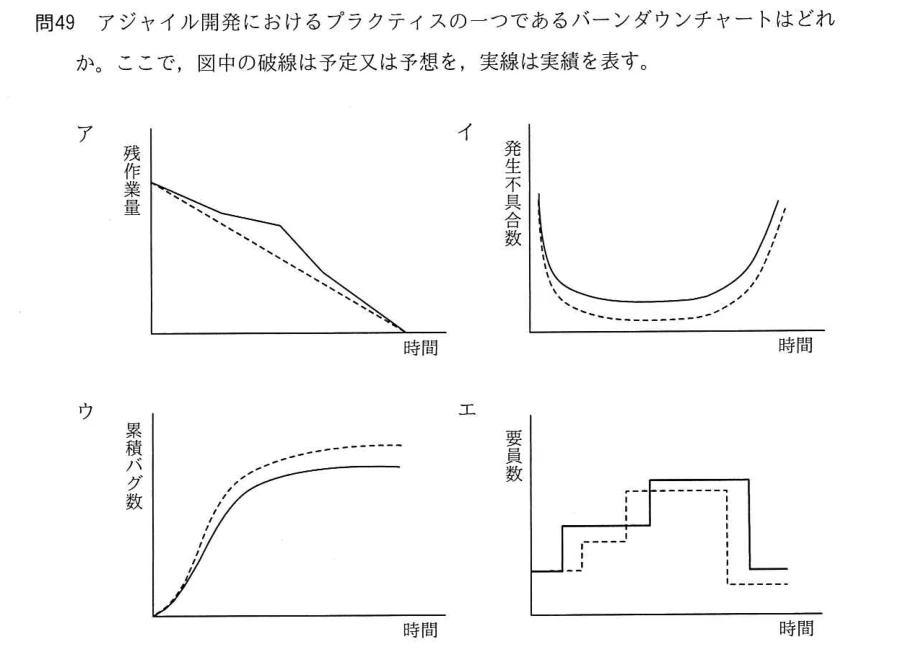 問49 アジャイル開発におけるプラクティスの一つであるバーンダウンチャートはどれ
か。ここで，図中の破線は予定又は予想を，実線は実績を表す。
ア
残作業量
時間
イ
発生不具合数
時間
ウ
累積バグ数
時間
エ
要員数
時間